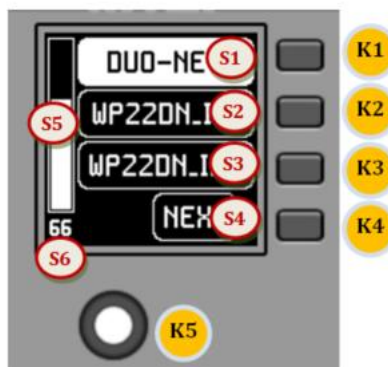 DUO-NE S1 K1
WP22DN_I S2 K2
S5
WP22DN_I S3 K3
NEX S4 K4
66
S6
K5